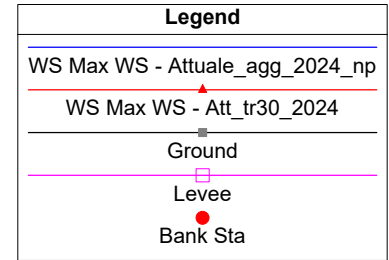 Legend
WS Max WS - Attuale_agg_2024_np
WS Max WS - Att_tr30_2024
Ground
Levee
Bank Sta